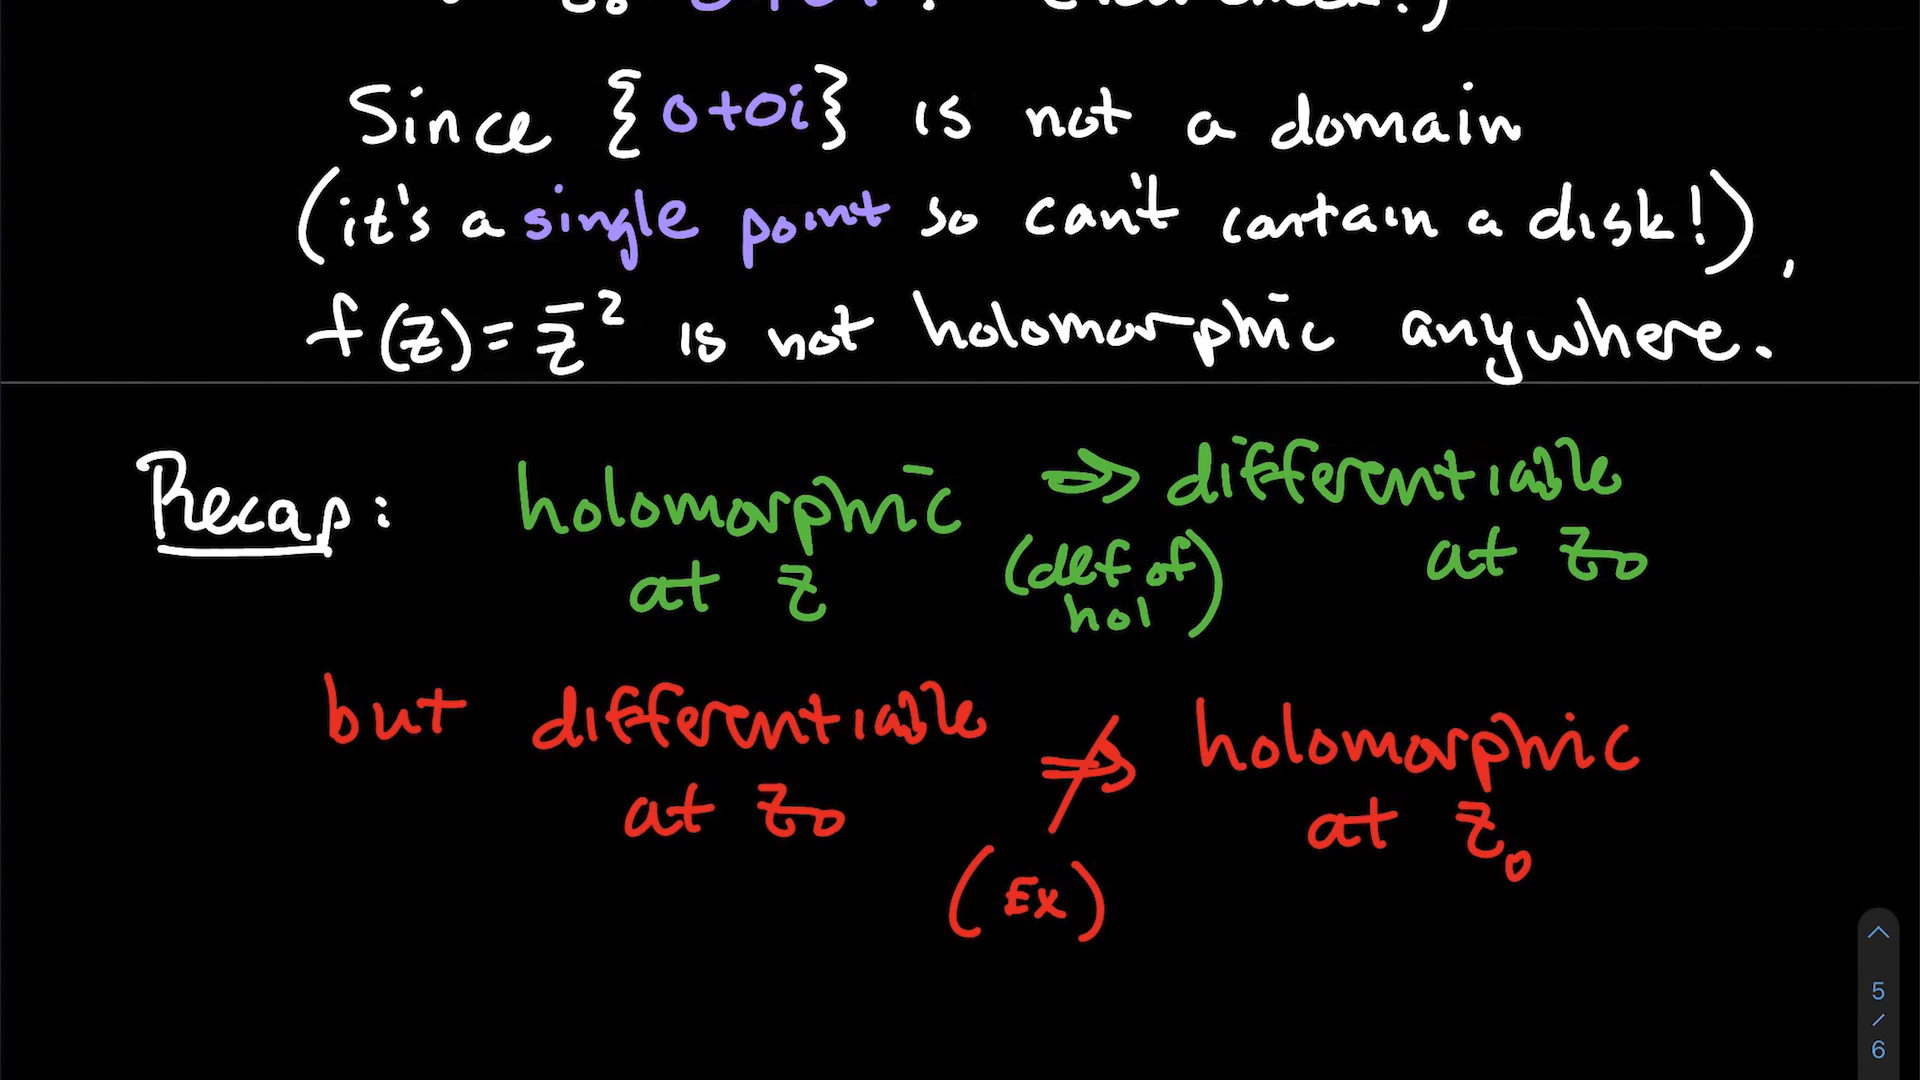 Since {0+0i} is not a domain
(it's a single point so can't contain a disk!),
f(z) = z̄² is not holomorphic anywhere.
Recap: holomorphic ⇒ differentiable
at z (def of hol) at z₀
but differentiable ⇏ holomorphic
at z₀ (Ex) at z₀
5
/
6